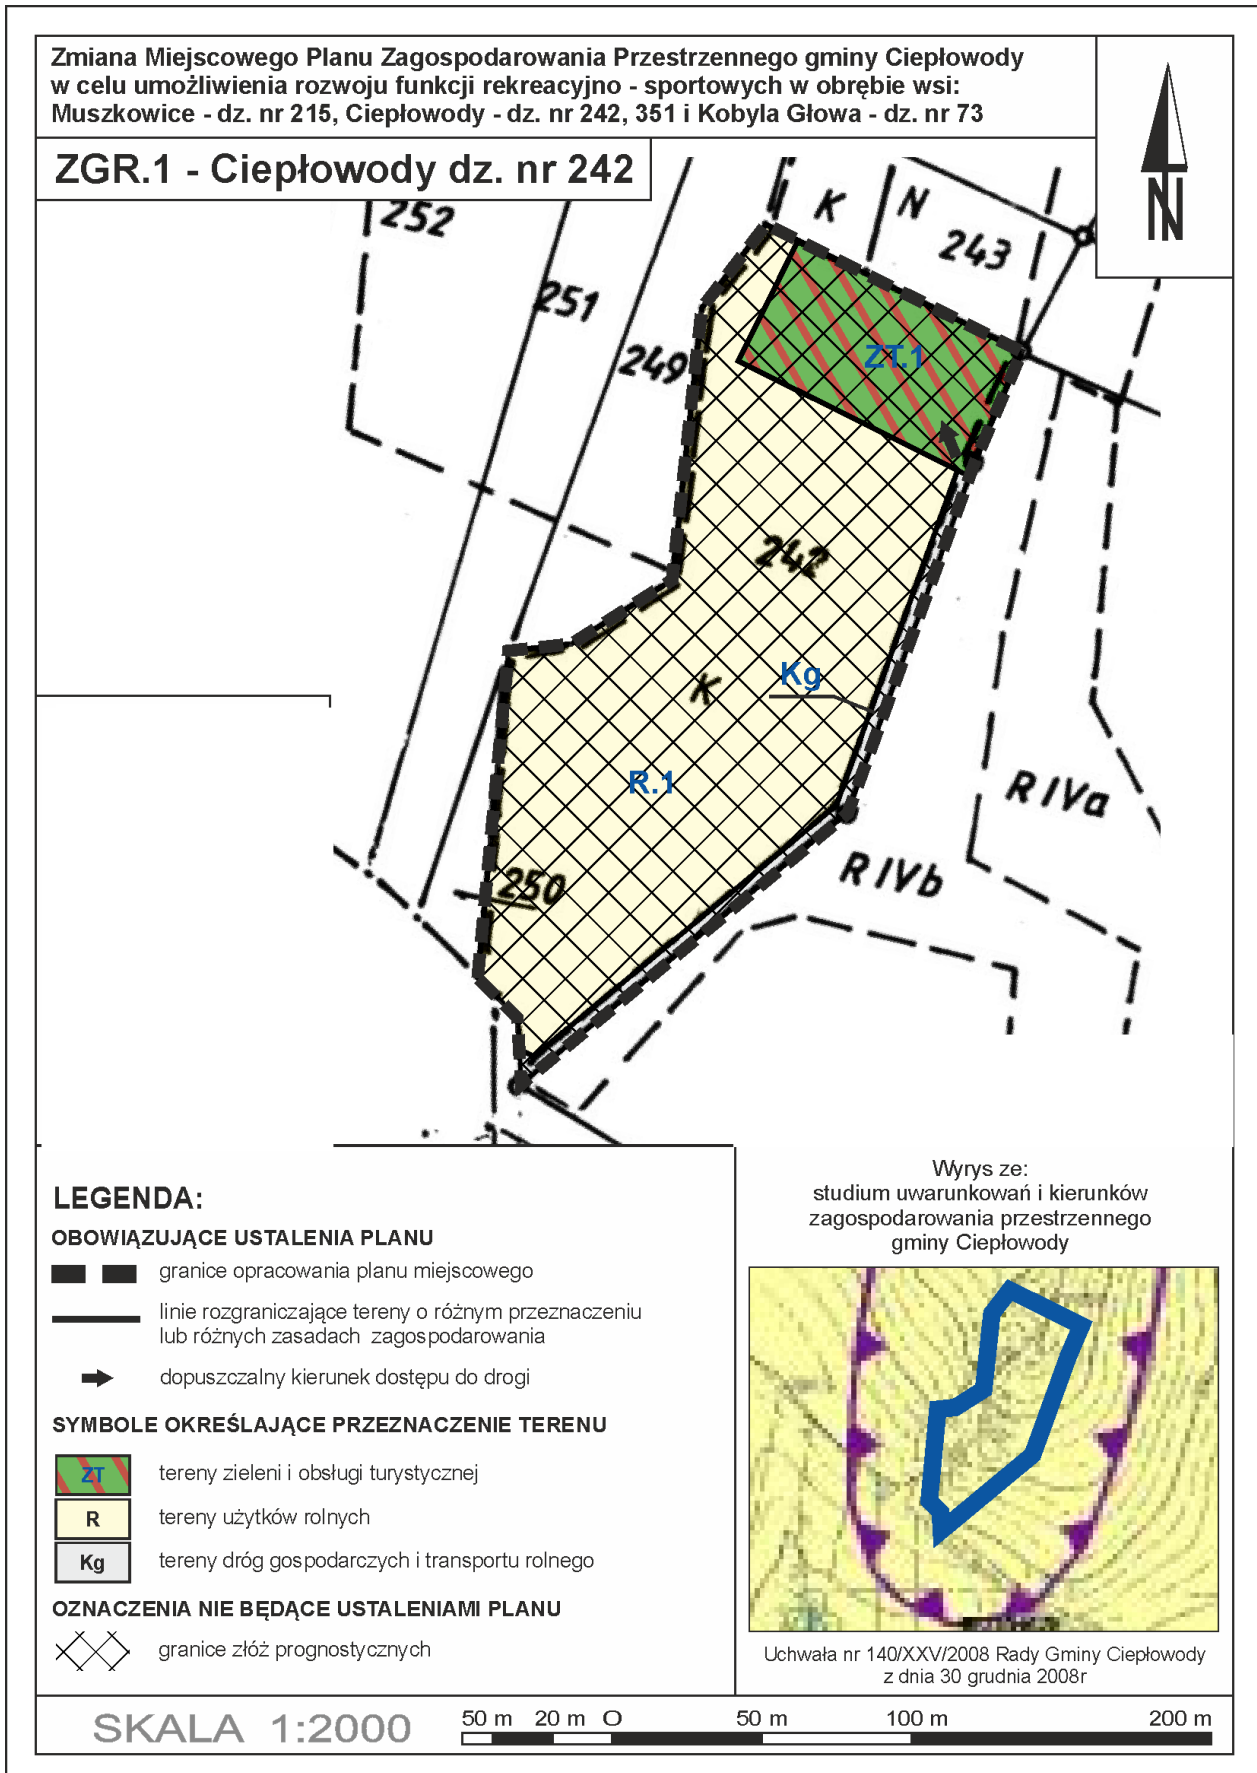 Zmiana Miejscowego Planu Zagospodarowania Przestrzennego gminy Ciepłowody
w celu umożliwienia rozwoju funkcji rekreacyjno - sportowych w obrębie wsi:
Muszkowice - dz. nr 215, Ciepłowody - dz. nr 242, 351 i Kobyla Głowa - dz. nr 73
ZGR.1 - Ciepłowody dz. nr 242
N
252
K
N
243
251
249
ZT.1
242
Kg
K
R.1
R IVa
250
R IVb
LEGENDA:
OBOWIĄZUJĄCE USTALENIA PLANU
granice opracowania planu miejscowego
linie rozgraniczające tereny o różnym przeznaczeniu
lub różnych zasadach zagospodarowania
dopuszczalny kierunek dostępu do drogi
SYMBOLE OKREŚLAJĄCE PRZEZNACZENIE TERENU
ZT tereny zieleni i obsługi turystycznej
R tereny użytków rolnych
Kg tereny dróg gospodarczych i transportu rolnego
OZNACZENIA NIE BĘDĄCE USTALENIAMI PLANU
granice złóż prognostycznych
Wyrys ze:
studium uwarunkowań i kierunków
zagospodarowania przestrzennego
gminy Ciepłowody
Uchwała nr 140/XXV/2008 Rady Gminy Ciepłowody
z dnia 30 grudnia 2008r
SKALA 1:2000
50 m 20 m O 50 m 100 m 200 m